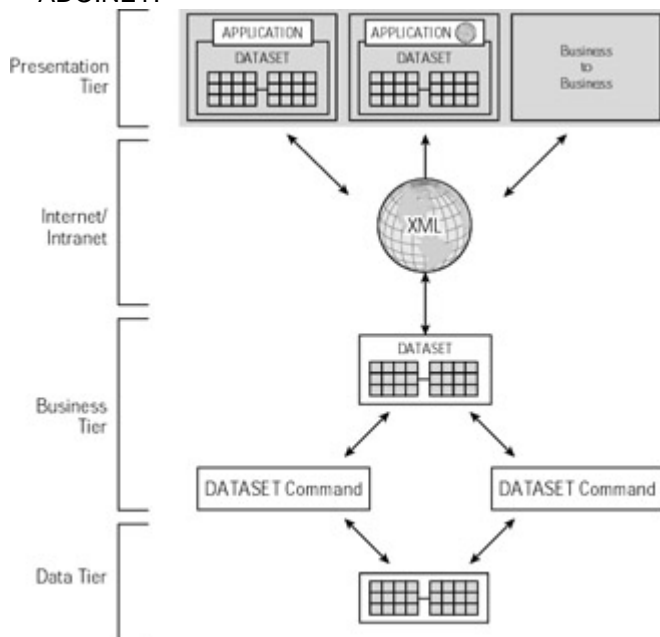 ADO.NET.
APPLICATION
DATASET
APPLICATION
DATASET
Business
to
Business
Presentation
Tier
Internet/
Intranet
XML
DATASET
Business
Tier
DATASET Command
DATASET Command
Data Tier